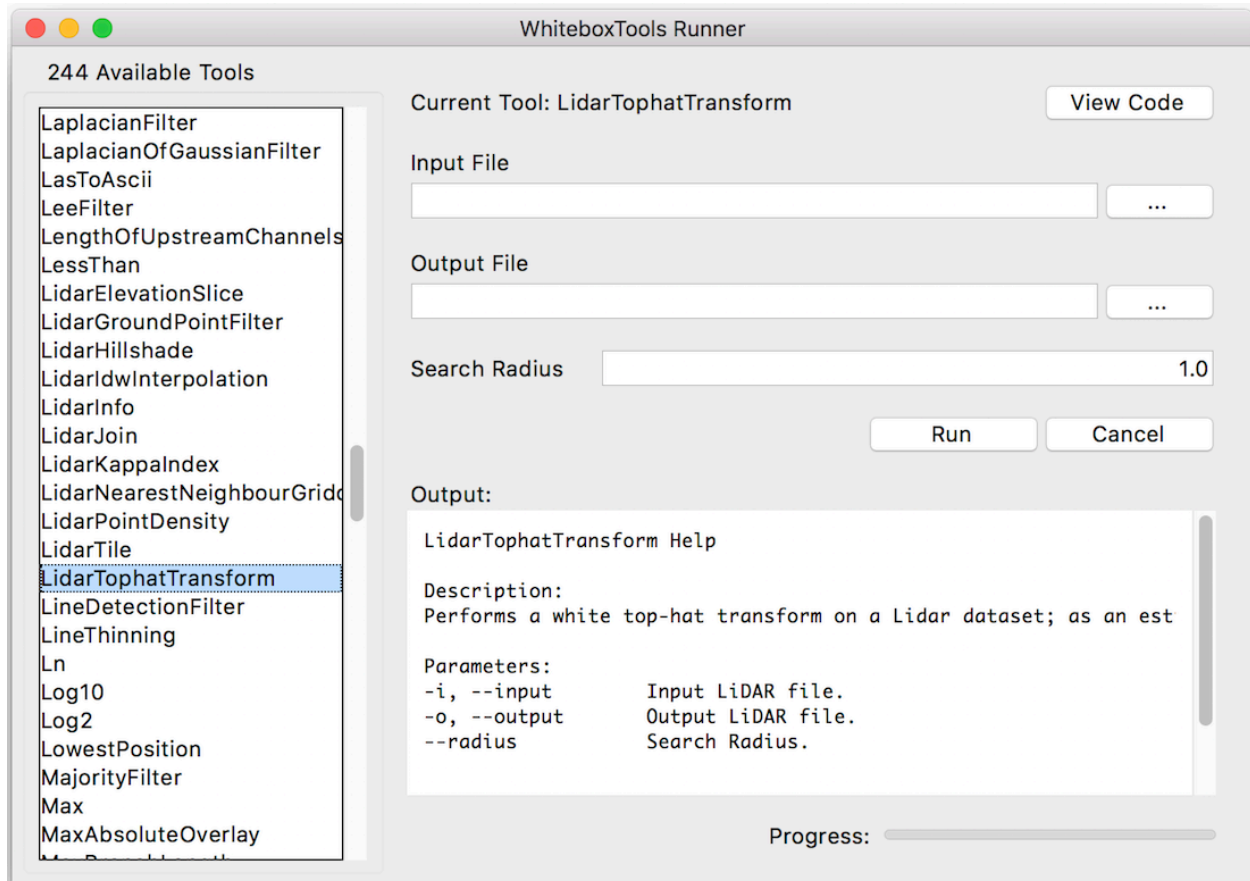 WhiteboxTools Runner
244 Available Tools
LaplacianFilter
LaplacianOfGaussianFilter
LasToAscii
LeeFilter
LengthOfUpstreamChannels
LessThan
LidarElevationSlice
LidarGroundPointFilter
LidarHillshade
LidarIdwInterpolation
LidarInfo
LidarJoin
LidarKappaIndex
LidarNearestNeighbourGridd
LidarPointDensity
LidarTile
LidarTophatTransform
LineDetectionFilter
LineThinning
Ln
Log10
Log2
LowestPosition
MajorityFilter
Max
MaxAbsoluteOverlay
Current Tool: LidarTophatTransform
View Code
Input File
...
Output File
...
Search Radius 1.0
Run Cancel
Output:
LidarTophatTransform Help
Description:
Performs a white top-hat transform on a Lidar dataset; as an est
Parameters:
-i, --input Input LiDAR file.
-o, --output Output LiDAR file.
--radius Search Radius.
Progress: